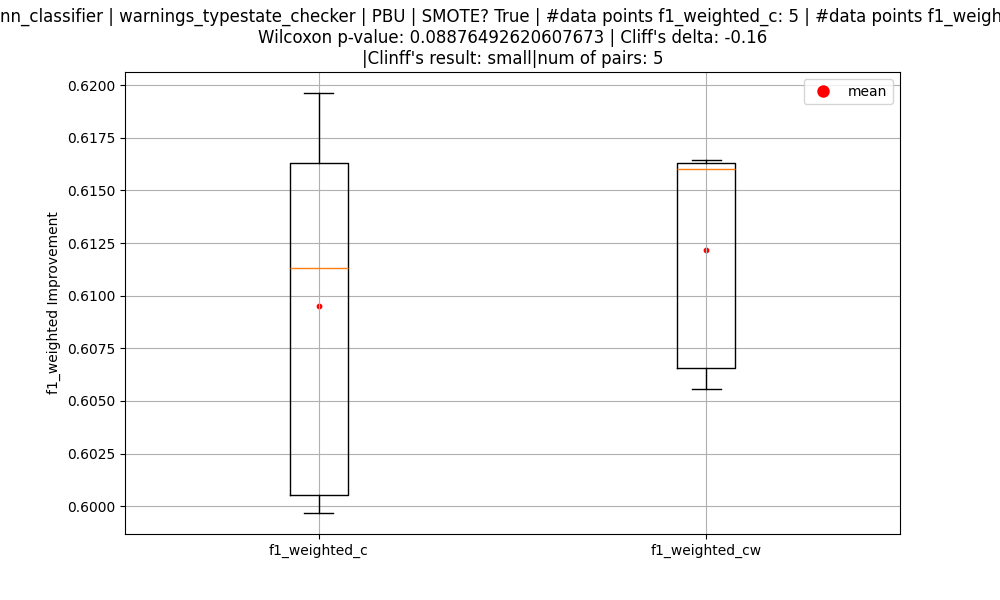 nn_classifier | warnings_typestate_checker | PBU | SMOTE? True | #data points f1_weighted_c: 5 | #data points f1_weigh
Wilcoxon p-value: 0.08876492620607673 | Cliff's delta: -0.16
|Clinff's result: small|num of pairs: 5
mean
0.6200
0.6175
0.6150
0.6125
0.6100
0.6075
0.6050
0.6025
0.6000
f1_weighted Improvement
f1_weighted_c
f1_weighted_cw